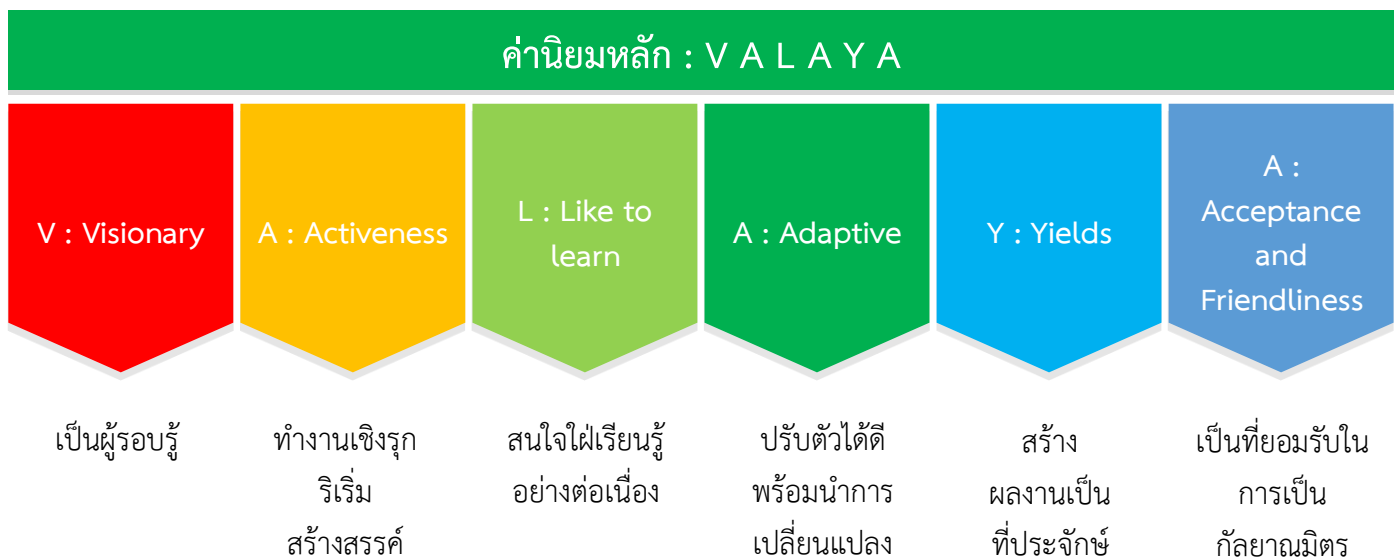 ค่านิยมหลัก : V A L A Y A
V : Visionary
A : Activeness
L : Like to
learn
A : Adaptive
Y : Yields
A :
Acceptance
and
Friendliness
เป็นผู้รอบรู้
ทำงานเชิงรุก
ริเริ่ม
สร้างสรรค์
สนใจใฝ่เรียนรู้
อย่างต่อเนื่อง
ปรับตัวได้ดี
พร้อมนำการ
เปลี่ยนแปลง
สร้าง
ผลงานเป็น
ที่ประจักษ์
เป็นที่ยอมรับใน
การเป็น
กัลยาณมิตร